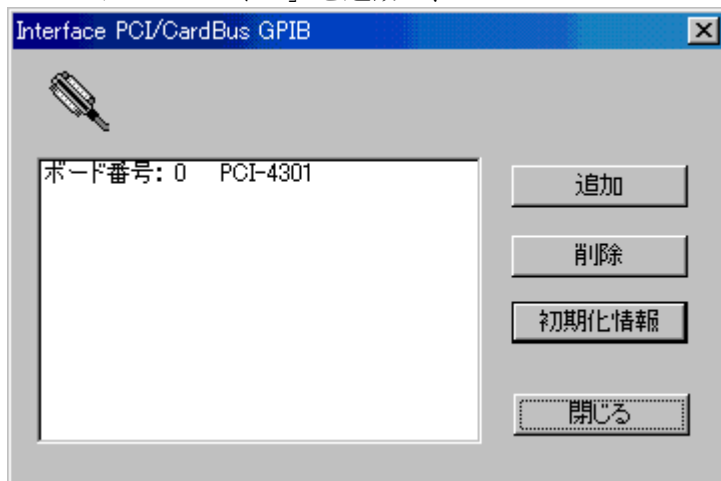 Interface PCI/CardBus GPIB
ボード番号: 0 PCI-4301
追加
削除
初期化情報
閉じる